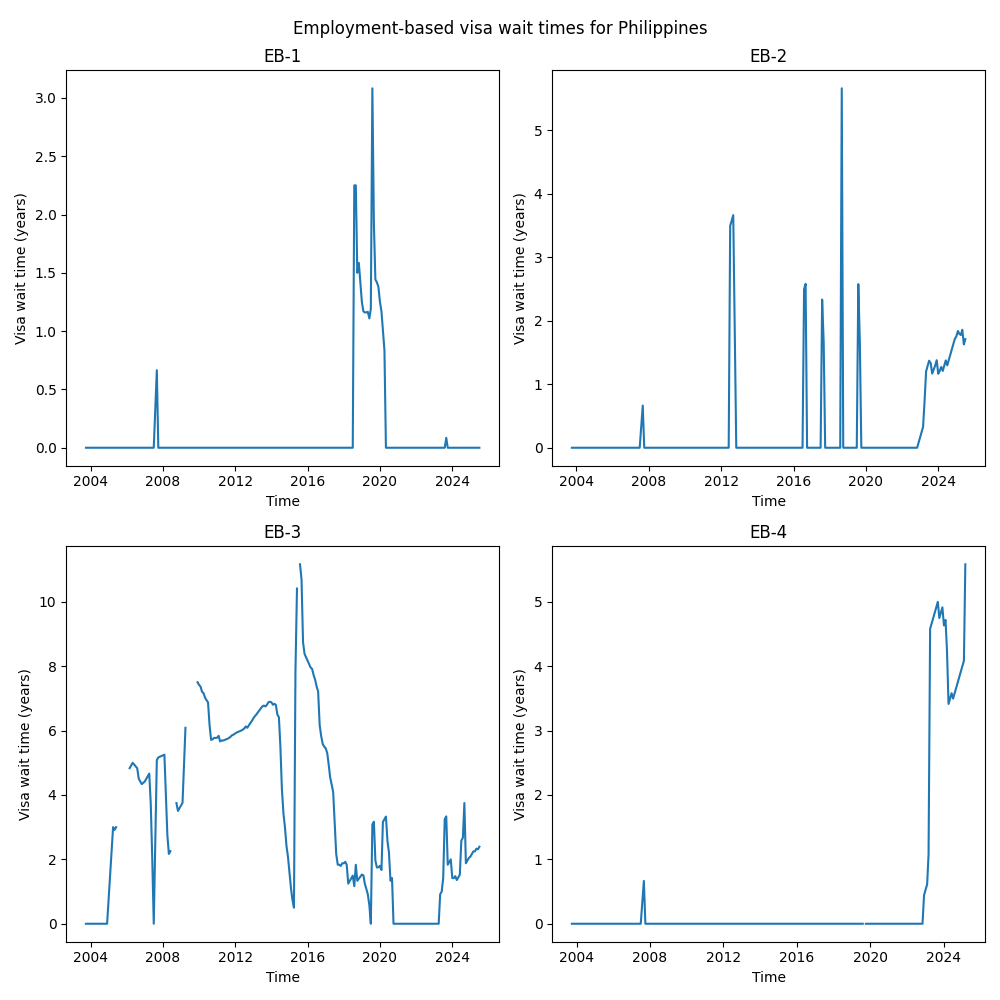 Employment-based visa wait times for Philippines
EB-1
Visa wait time (years)
3.0
2.5
2.0
1.5
1.0
0.5
0.0
2004 2008 2012 2016 2020 2024
Time
EB-2
Visa wait time (years)
5
4
3
2
1
0
2004 2008 2012 2016 2020 2024
Time
EB-3
Visa wait time (years)
10
8
6
4
2
0
2004 2008 2012 2016 2020 2024
Time
EB-4
Visa wait time (years)
5
4
3
2
1
0
2004 2008 2012 2016 2020 2024
Time